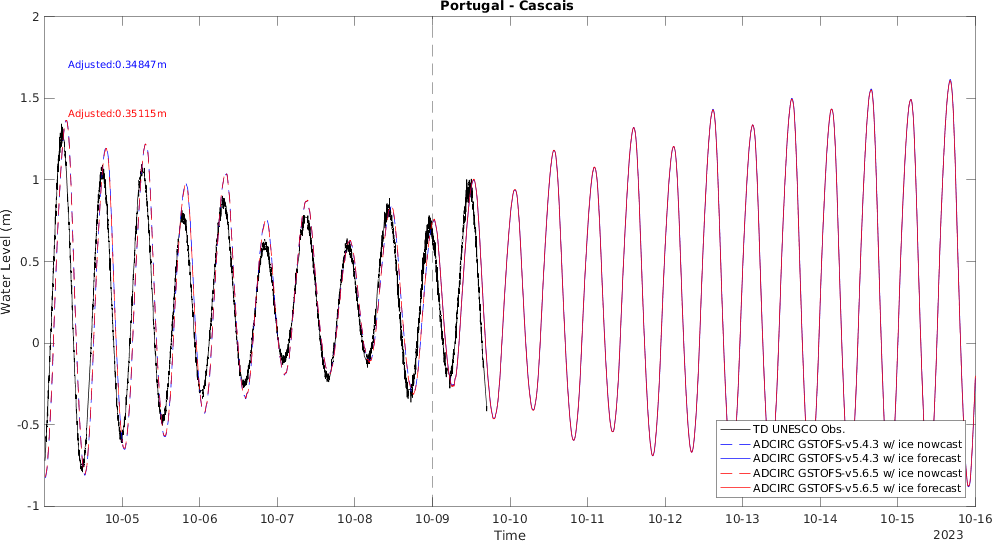 Portugal - Cascais
2
Adjusted:0.34847m
1.5
Adjusted:0.35115m
1
0.5
Water Level (m)
0
-0.5
-1
TD UNESCO Obs.
ADCIRC GSTOFS-v5.4.3 w/ ice nowcast
ADCIRC GSTOFS-v5.4.3 w/ ice forecast
ADCIRC GSTOFS-v5.6.5 w/ ice nowcast
ADCIRC GSTOFS-v5.6.5 w/ ice forecast
10-05 10-06 10-07 10-08 10-09 10-10 10-11 10-12 10-13 10-14 10-15 10-16
Time
2023